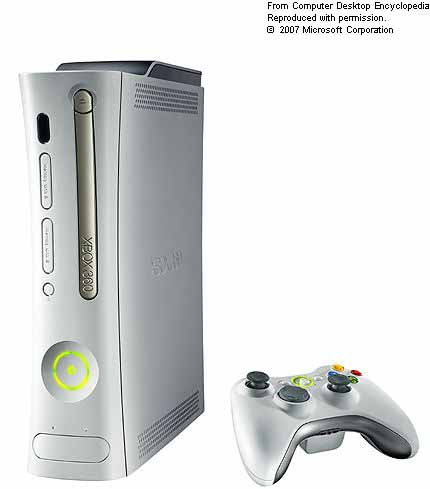 From Computer Desktop Encyclopedia
Reproduced with permission.
© 2007 Microsoft Corporation
XBOX 360